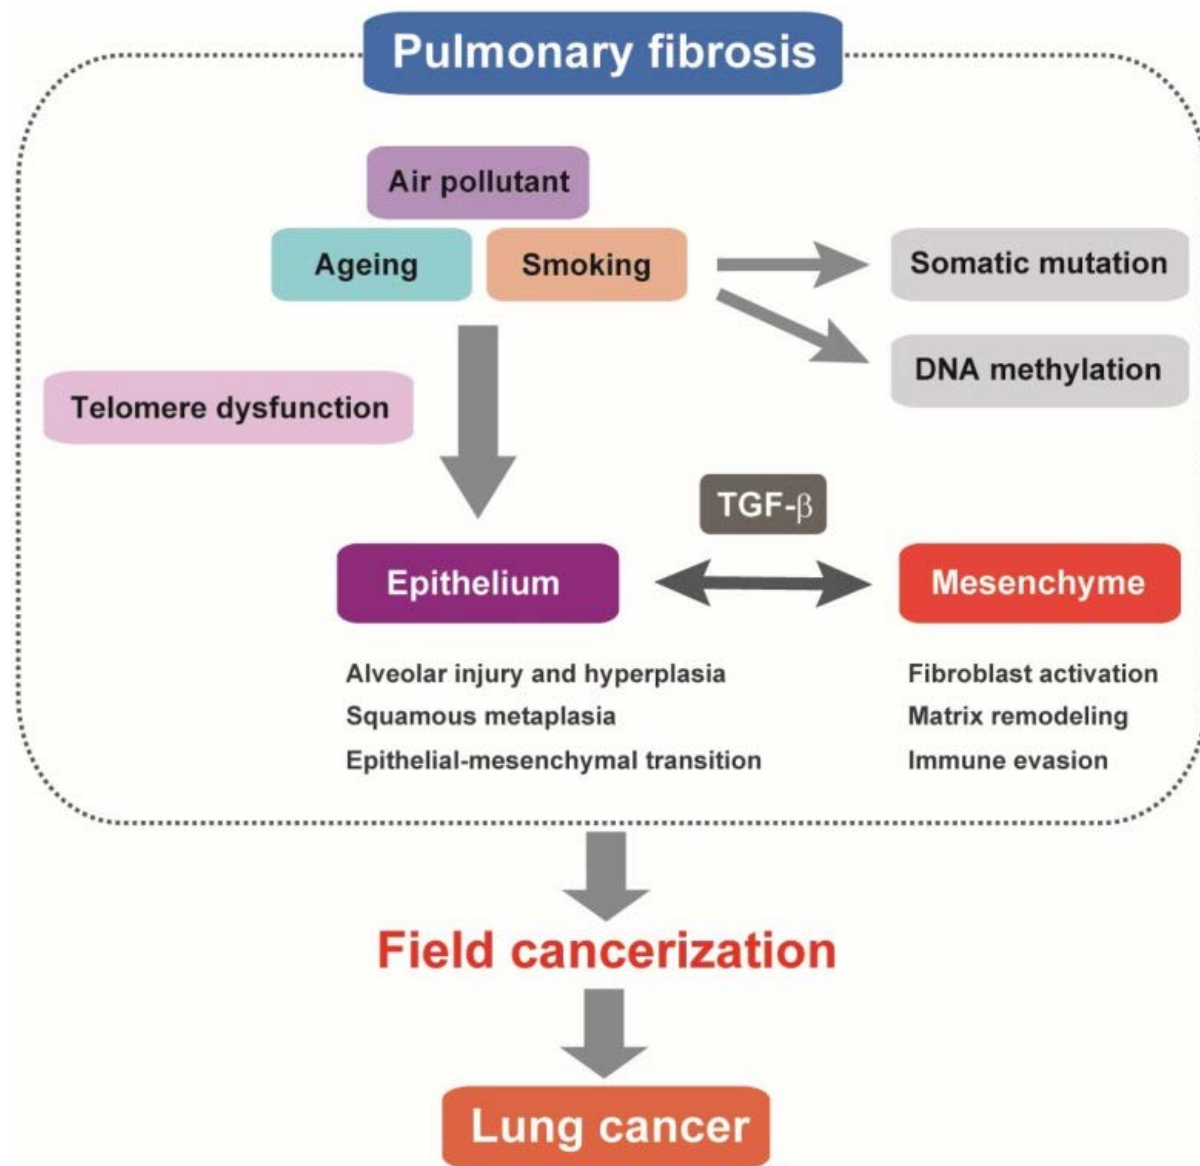 Pulmonary fibrosis
Air pollutant
Ageing
Smoking
Somatic mutation
DNA methylation
Telomere dysfunction
TGF-β
Epithelium
Mesenchyme
Alveolar injury and hyperplasia
Squamous metaplasia
Epithelial-mesenchymal transition
Fibroblast activation
Matrix remodeling
Immune evasion
Field cancerization
Lung cancer